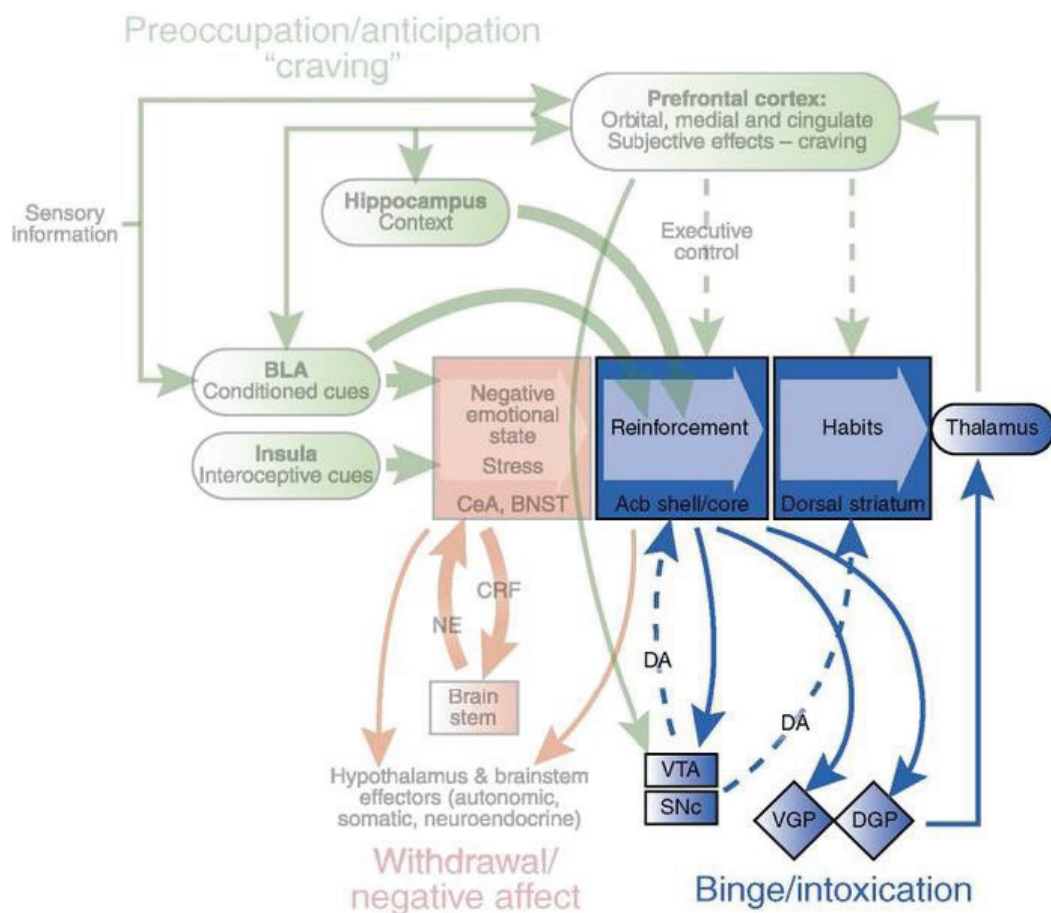 Preoccupation/anticipation
“craving”
Prefrontal cortex:
Orbital, medial and cingulate
Subjective effects – craving
Sensory
information
Hippocampus
Context
Executive
control
BLA
Conditioned cues
Insula
Interoceptive cues
Negative
emotional
state
Stress
CeA, BNST
Reinforcement
Acb shell/core
Habits
Dorsal striatum
Thalamus
NE
CRF
Brain
stem
DA
DA
VTA
SNc
VGP
DGP
Hypothalamus & brainstem
effectors (autonomic,
somatic, neuroendocrine)
Withdrawal/
negative affect
Binge/intoxication